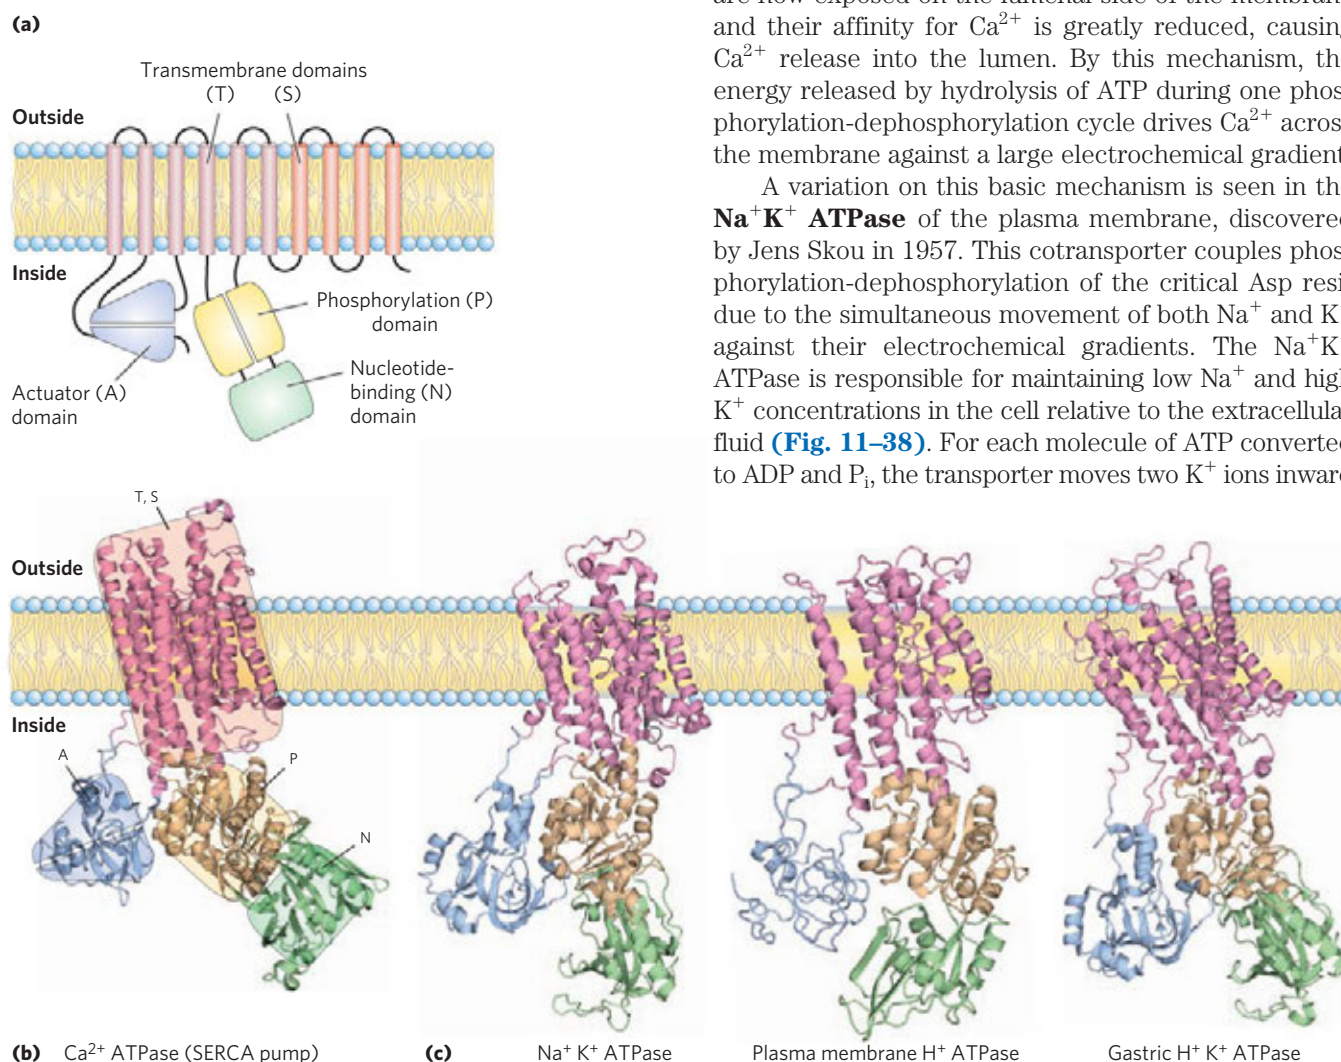 (a)
Transmembrane domains
(T) (S)
Outside
Inside
Phosphorylation (P)
domain
Actuator (A)
domain
Nucleotide-
binding (N)
domain
and their affinity for Ca²⁺ is greatly reduced, causing
Ca²⁺ release into the lumen. By this mechanism, th
energy released by hydrolysis of ATP during one phos
phorylation-dephosphorylation cycle drives Ca²⁺ acros
the membrane against a large electrochemical gradient
A variation on this basic mechanism is seen in th
Na⁺K⁺ ATPase of the plasma membrane, discovere
by Jens Skou in 1957. This cotransporter couples phos
phorylation-dephosphorylation of the critical Asp resi
due to the simultaneous movement of both Na⁺ and K
against their electrochemical gradients. The Na⁺K
ATPase is responsible for maintaining low Na⁺ and hig
K⁺ concentrations in the cell relative to the extracellula
fluid (Fig. 11–38). For each molecule of ATP converte
to ADP and Pᵢ, the transporter moves two K⁺ ions inwar
T, S
Outside
Inside
A
P
N
(b) Ca²⁺ ATPase (SERCA pump)
(c) Na⁺ K⁺ ATPase
Plasma membrane H⁺ ATPase
Gastric H⁺ K⁺ ATPase